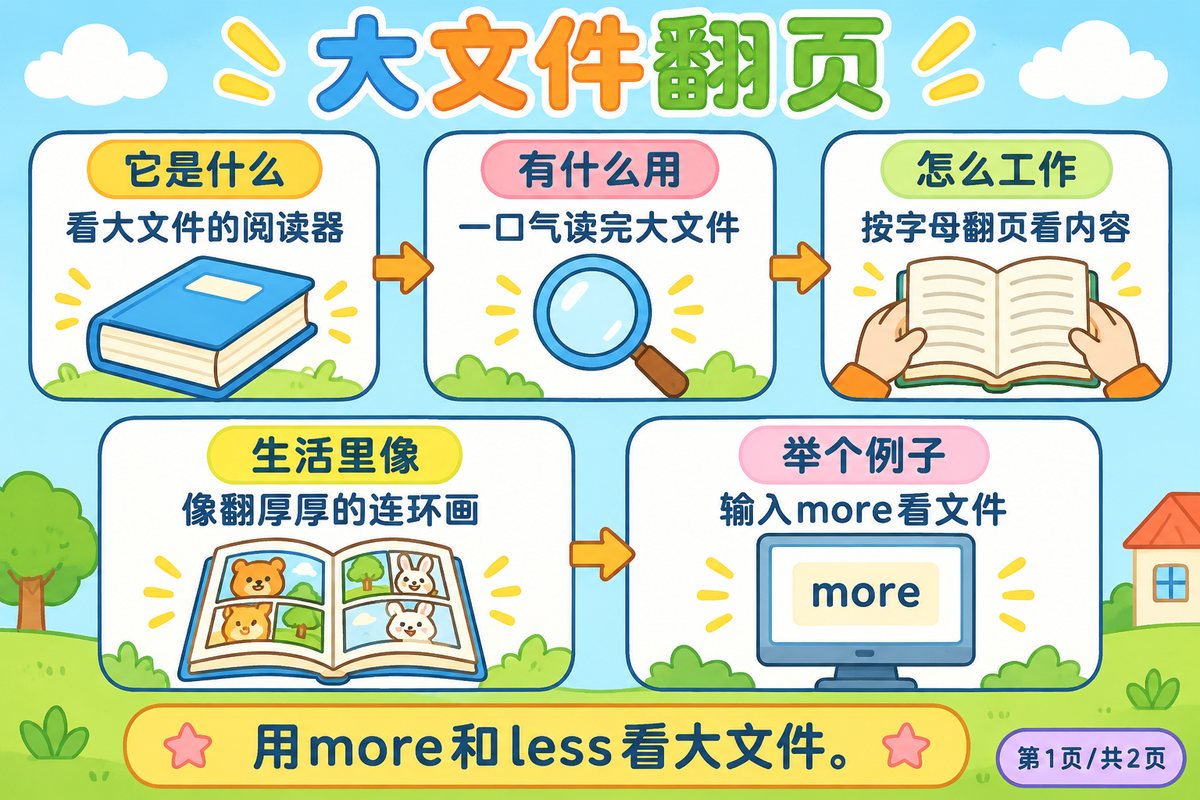 大文件翻页
它是什么
看大文件的阅读器
有什么用
一口气读完大文件
怎么工作
按字母翻页看内容
生活里像
像翻厚厚的连环画
举个例子
输入more看文件
more
用more和less看大文件。
第1页/共2页